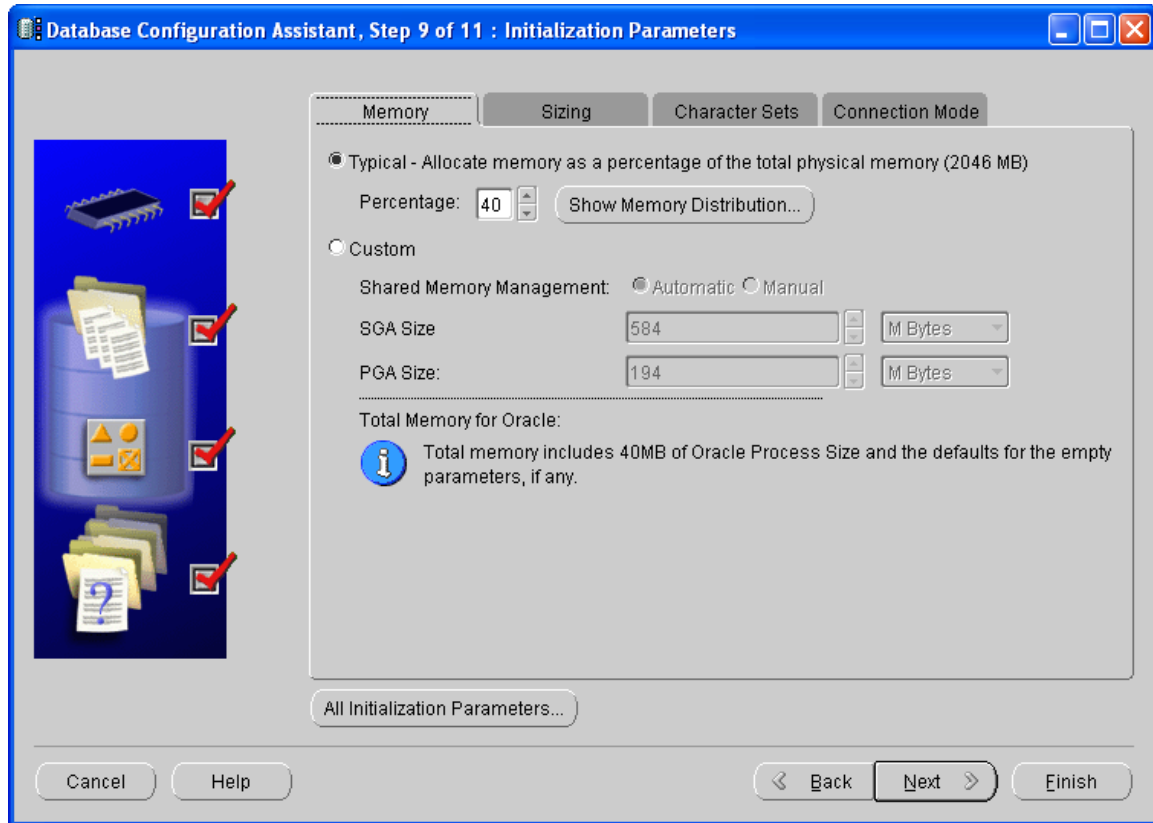 Database Configuration Assistant, Step 9 of 11 : Initialization Parameters
Memory Sizing Character Sets Connection Mode
Typical - Allocate memory as a percentage of the total physical memory (2046 MB)
Percentage: 40 Show Memory Distribution...
Custom
Shared Memory Management: Automatic Manual
SGA Size 584 M Bytes
PGA Size: 194 M Bytes
Total Memory for Oracle:
Total memory includes 40MB of Oracle Process Size and the defaults for the empty
parameters, if any.
?
All Initialization Parameters...
Cancel Help Back Next Finish